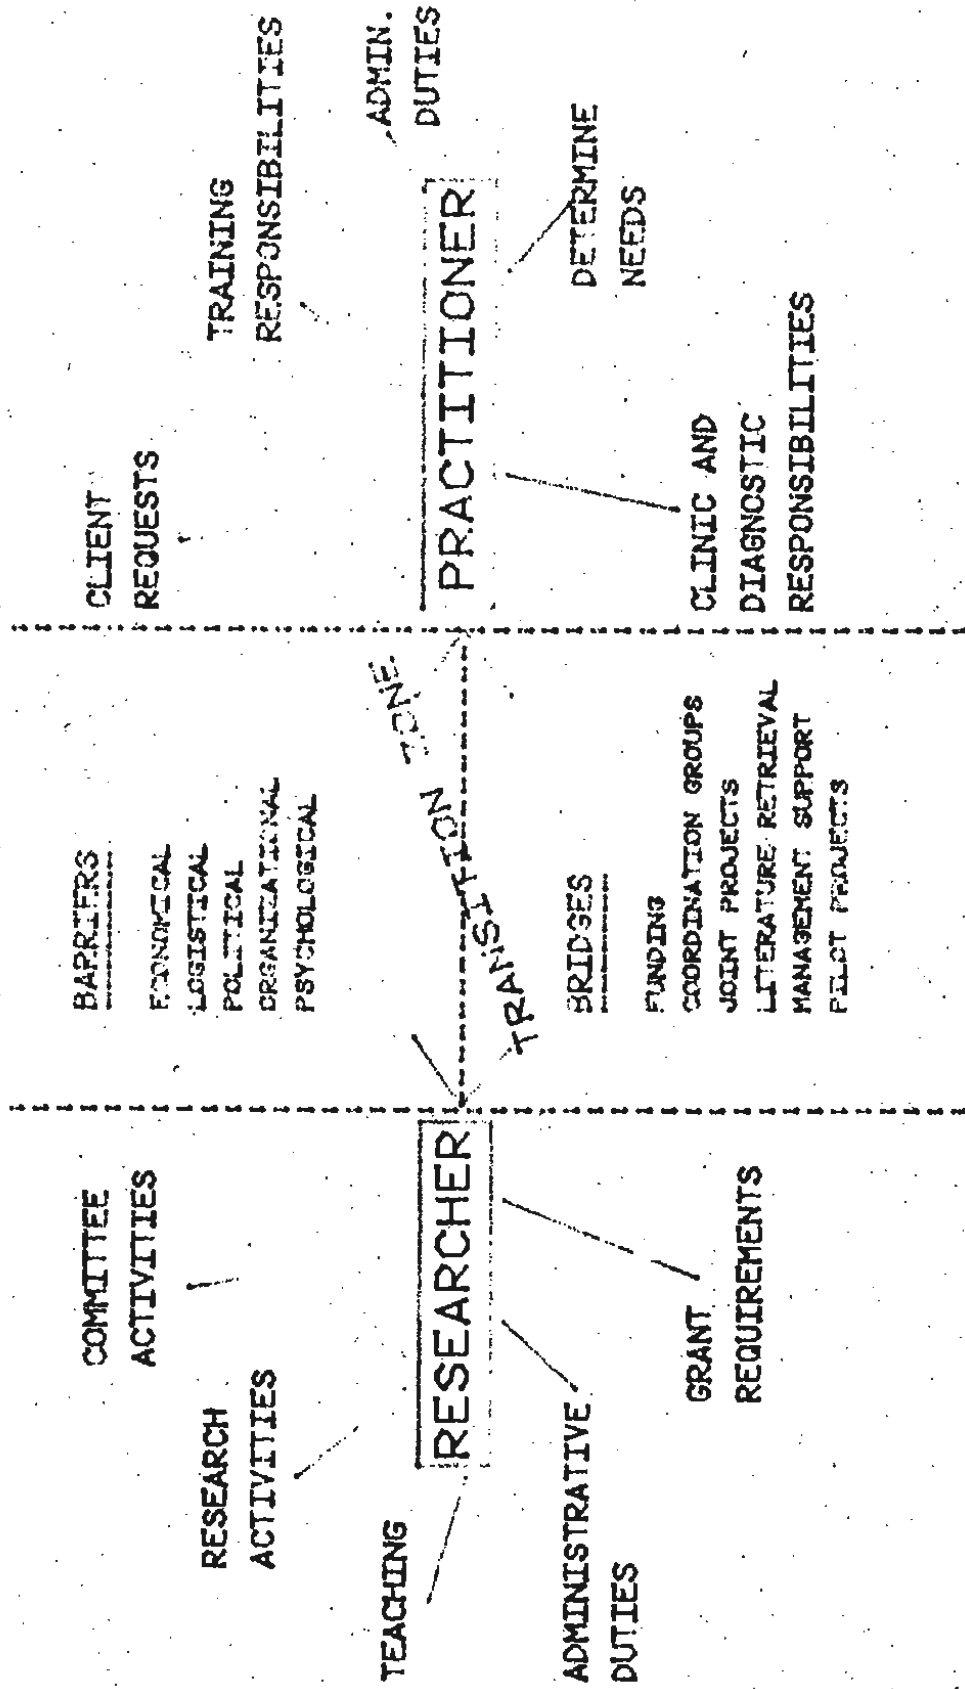 COMMITTEE
ACTIVITIES
RESEARCH
ACTIVITIES
TEACHING
RESEARCHER
ADMINISTRATIVE
DUTIES
GRANT
REQUIREMENTS
BARRIERS
ECONOMICAL
LOGISTICAL
POLITICAL
ORGANIZATIONAL
PSYCHOLOGICAL
TRANSITION ZONE
BRIDGES
FUNDING
COORDINATION GROUPS
JOINT PROJECTS
LITERATURE RETRIEVAL
MANAGEMENT SUPPORT
PILOT PROJECTS
CLIENT
REQUESTS
TRAINING
RESPONSIBILITIES
ADMIN.
DUTIES
PRACTITIONER
DETERMINE
NEEDS
CLINIC AND
DIAGNOSTIC
RESPONSIBILITIES